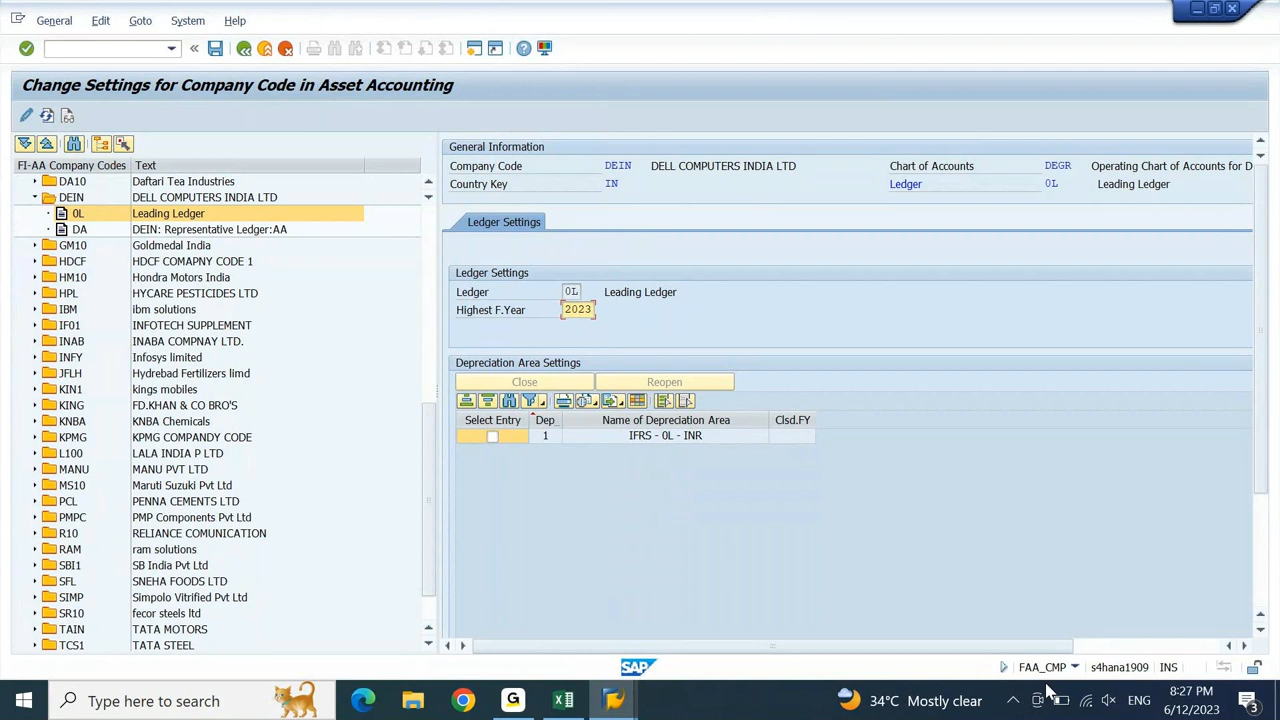 General Edit Goto System Help
Change Settings for Company Code in Asset Accounting
FI-AA Company Codes Text
DA10 Daftari Tea Industries
DEIN DELL COMPUTERS INDIA LTD
0L Leading Ledger
DA DEIN: Representative Ledger:AA
GM10 Goldmedal India
HDCF HDCF COMAPNY CODE 1
HM10 Hondra Motors India
HPL HYCARE PESTICIDES LTD
IBM ibm solutions
IF01 INFOTECH SUPPLEMENT
INAB INABA COMPNAY LTD.
INFY Infosys limited
JFLH Hydrebad Fertilizers limd
KIN1 kings mobiles
KING FD.KHAN & CO BRO'S
KNBA KNBA Chemicals
KPMG KPMG COMPANDY CODE
L100 LALA INDIA P LTD
MANU MANU PVT LTD
MS10 Maruti Suzuki Pvt Ltd
PCL PENNA CEMENTS LTD
PMPC PMP Components Pvt Ltd
R10 RELIANCE COMUNICATION
RAM ram solutions
SBI1 SB India Pvt Ltd
SFL SNEHA FOODS LTD
SIMP Simpolo Vitrified Pvt Ltd
SR10 fecor steels ltd
TAIN TATA MOTORS
TCS1 TATA STEEL
General Information
Company Code DEIN DELL COMPUTERS INDIA LTD Chart of Accounts DEGR Operating Chart of Accounts for D
Country Key IN Ledger 0L Leading Ledger
Ledger Settings
Ledger Settings
Ledger 0L Leading Ledger
Highest F.Year 2023
Depreciation Area Settings
Close Reopen
Select Entry Dep_ Name of Depreciation Area Clsd.FY
1 IFRS - 0L - INR
SAP
FAA_CMP s4hana1909 INS
Type here to search
34°C Mostly clear
ENG
8:27 PM
6/12/2023
3